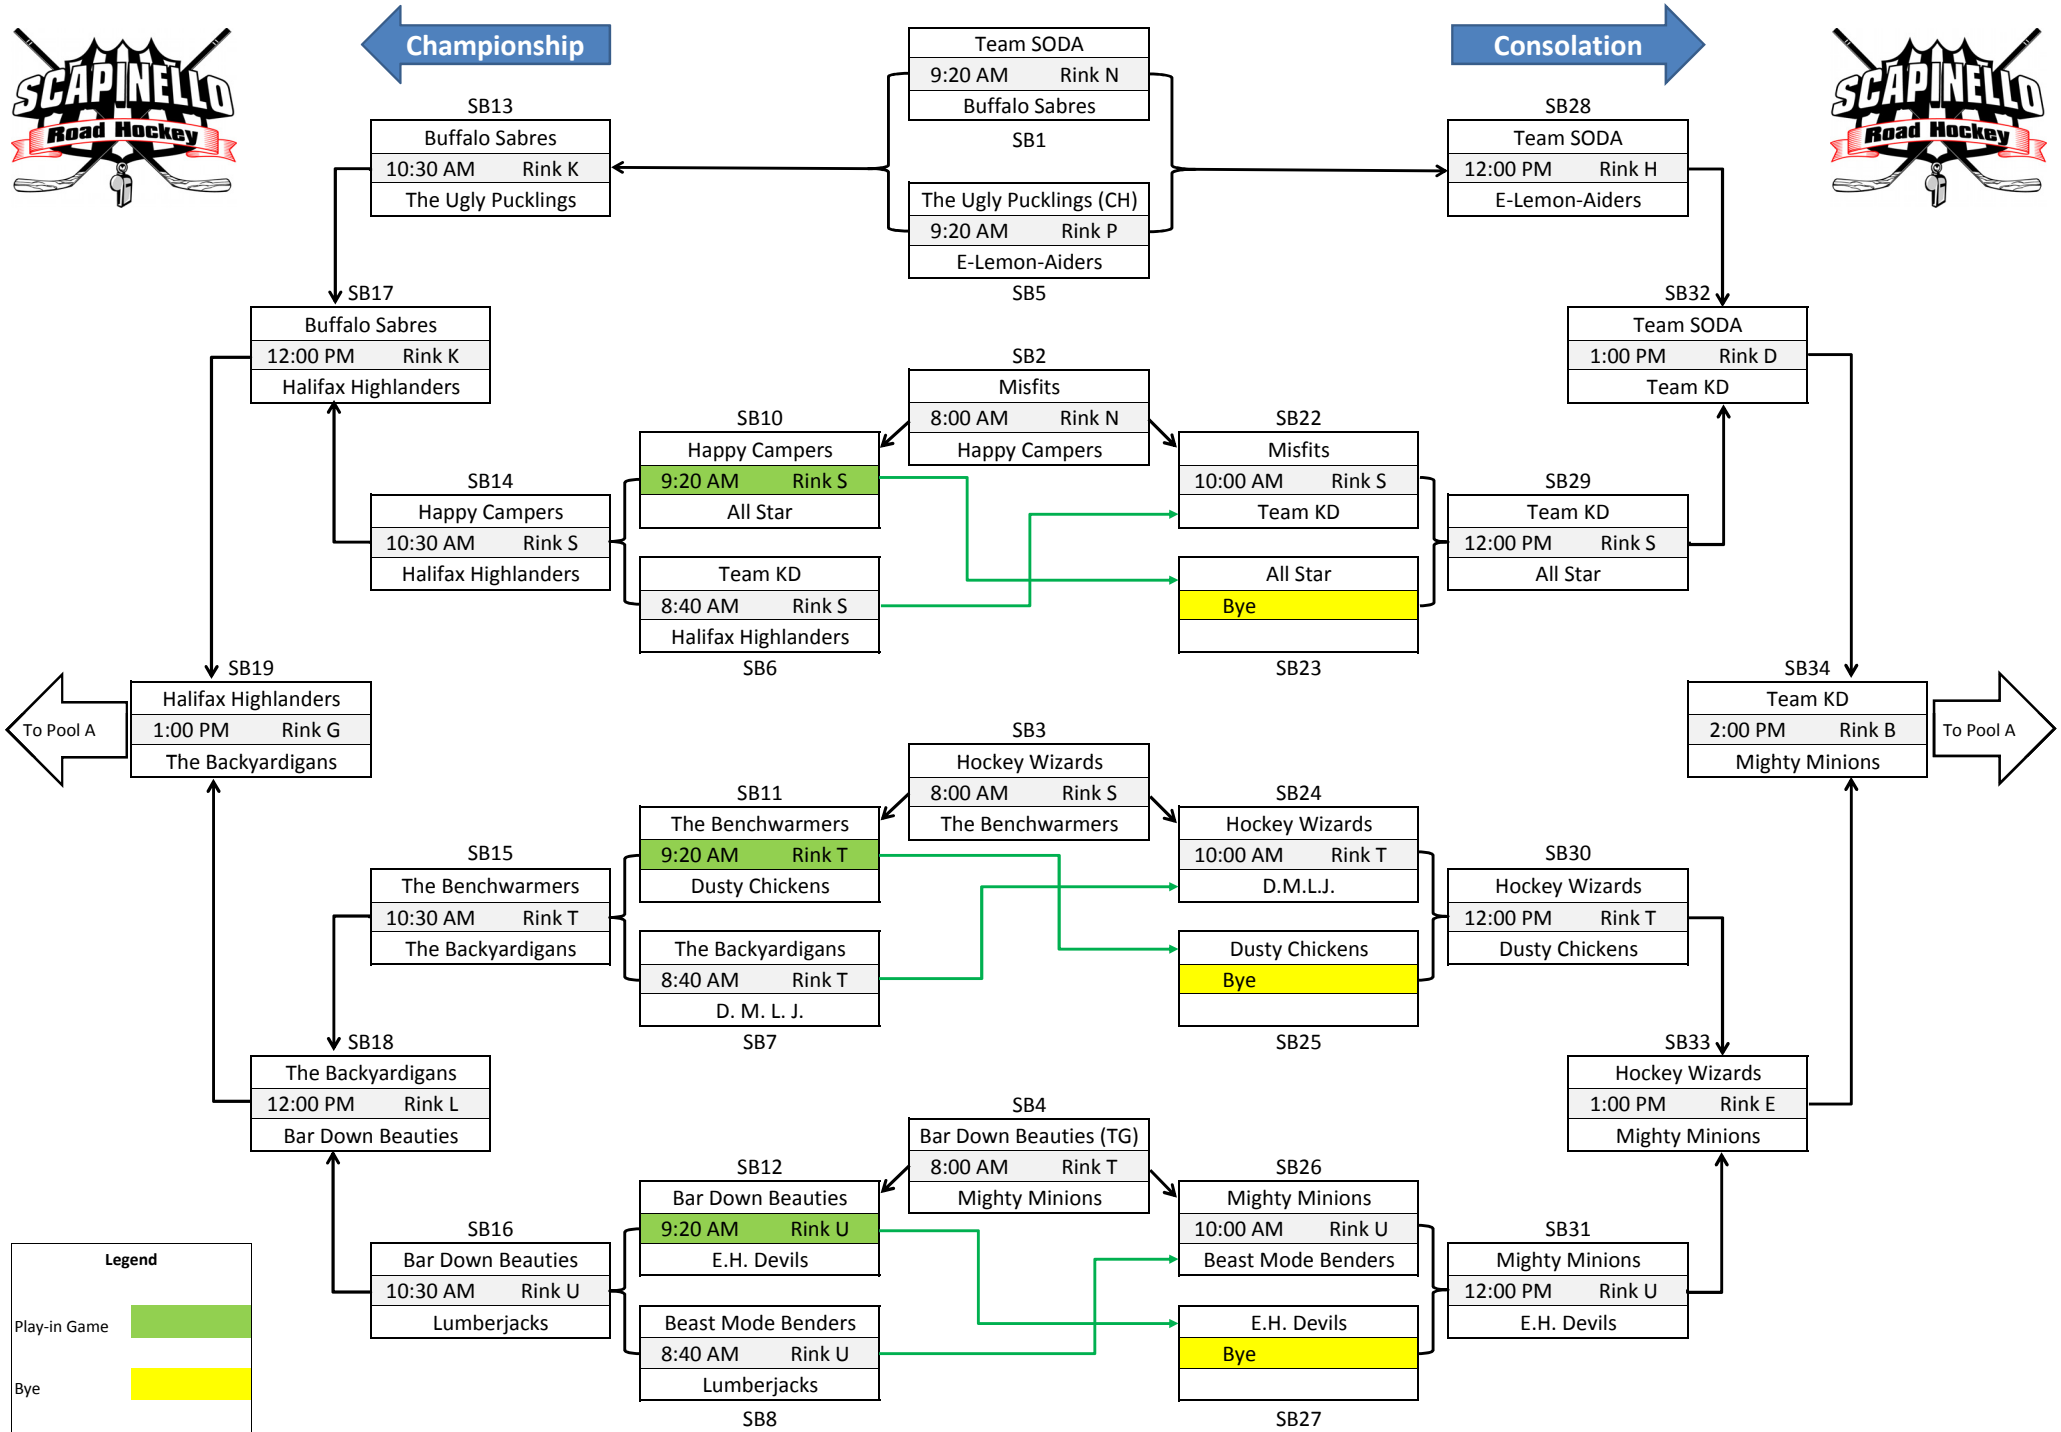 SCAPINELLO
Road Hockey
Championship
Consolation
SCAPINELLO
Road Hockey
Team SODA
9:20 AM Rink N
Buffalo Sabres
SB1
SB13
Buffalo Sabres
10:30 AM Rink K
The Ugly Pucklings
The Ugly Pucklings (CH)
9:20 AM Rink P
E-Lemon-Aiders
SB5
SB28
Team SODA
12:00 PM Rink H
E-Lemon-Aiders
SB17
Buffalo Sabres
12:00 PM Rink K
Halifax Highlanders
SB32
Team SODA
1:00 PM Rink D
Team KD
SB2
Misfits
8:00 AM Rink N
Happy Campers
SB10
Happy Campers
9:20 AM Rink S
All Star
SB22
Misfits
10:00 AM Rink S
Team KD
SB14
Happy Campers
10:30 AM Rink S
Halifax Highlanders
SB29
Team KD
12:00 PM Rink S
All Star
Team KD
8:40 AM Rink S
Halifax Highlanders
SB6
All Star
Bye
SB23
SB19
Halifax Highlanders
1:00 PM Rink G
The Backyardigans
To Pool A
SB34
Team KD
2:00 PM Rink B
Mighty Minions
To Pool A
SB3
Hockey Wizards
8:00 AM Rink S
The Benchwarmers
SB11
The Benchwarmers
9:20 AM Rink T
Dusty Chickens
SB24
Hockey Wizards
10:00 AM Rink T
D.M.L.J.
SB15
The Benchwarmers
10:30 AM Rink T
The Backyardigans
SB30
Hockey Wizards
12:00 PM Rink T
Dusty Chickens
The Backyardigans
8:40 AM Rink T
D. M. L. J.
SB7
Dusty Chickens
Bye
SB25
SB18
The Backyardigans
12:00 PM Rink L
Bar Down Beauties
SB33
Hockey Wizards
1:00 PM Rink E
Mighty Minions
SB4
Bar Down Beauties (TG)
8:00 AM Rink T
Mighty Minions
SB12
Bar Down Beauties
9:20 AM Rink U
E.H. Devils
SB26
Mighty Minions
10:00 AM Rink U
Beast Mode Benders
SB16
Bar Down Beauties
10:30 AM Rink U
Lumberjacks
SB31
Mighty Minions
12:00 PM Rink U
E.H. Devils
Beast Mode Benders
8:40 AM Rink U
Lumberjacks
SB8
E.H. Devils
Bye
SB27
Legend
Play-in Game
Bye